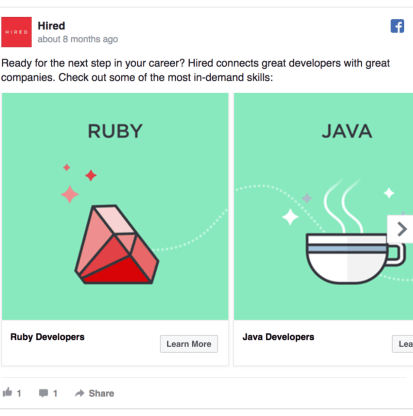 HIRED
Hired
about 8 months ago
Ready for the next step in your career? Hired connects great developers with great
companies. Check out some of the most in-demand skills:
RUBY
JAVA
Ruby Developers
Learn More
Java Developers
Lea
1
1
Share